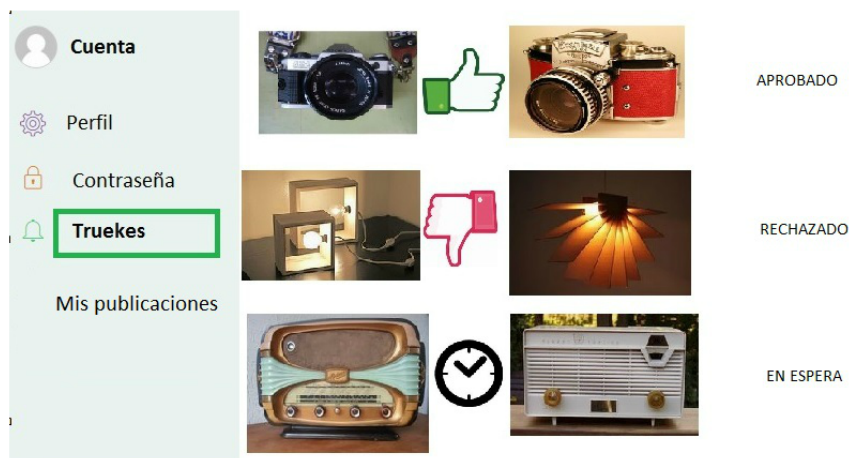 Cuenta
Perfil
Contraseña
Truekes
Mis publicaciones
APROBADO
RECHAZADO
EN ESPERA